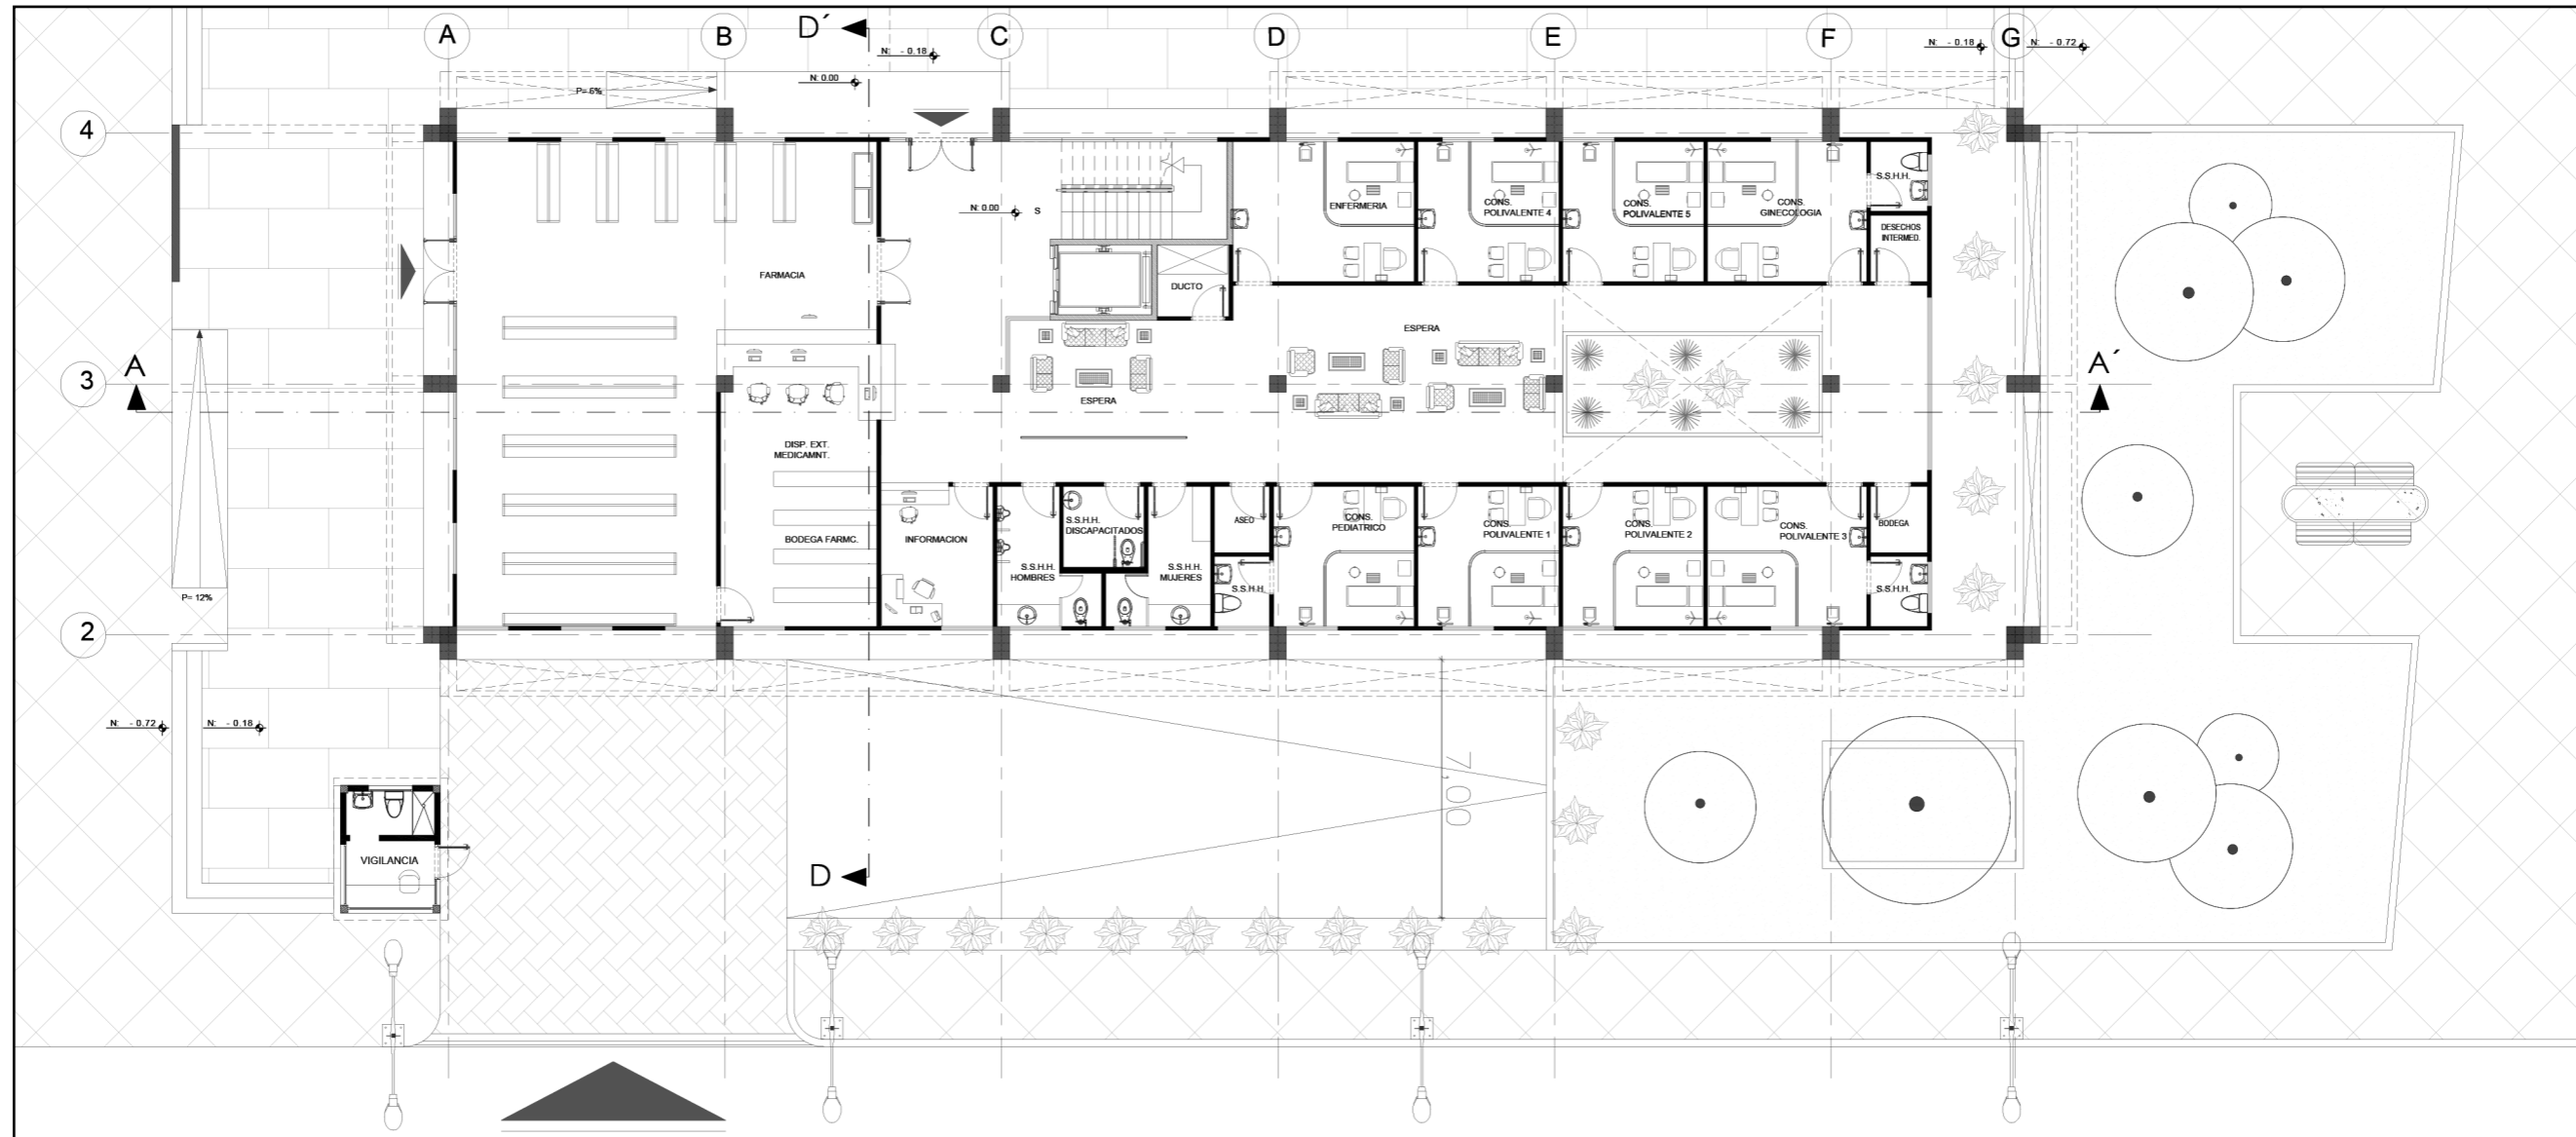 A
B
D´
C
D
E
F
G
N: - 0.18
N: 0.00
N: - 0.18
N: - 0.72
P= 6%
4
S.S.H.H.
ENFERMERIA
CONS.
POLIVALENTE 4
CONS.
POLIVALENTE 5
CONS.
GINECOLOGIA
N: 0.00
S
DESECHOS
INTERMED.
FARMACIA
DUCTO
ESPERA
A
3
A´
ESPERA
DISP. EXT.
MEDICAMNT.
BODEGA FARMC.
INFORMACION
S.S.H.H.
DISCAPACITADOS
ASEO
CONS.
PEDIATRICO
CONS.
POLIVALENTE 1
CONS.
POLIVALENTE 2
CONS.
POLIVALENTE 3
BODEGA
S.S.H.H.
HOMBRES
S.S.H.H.
MUJERES
S.S.H.H.
S.S.H.H.
P= 12%
2
N: - 0.72
N: - 0.18
7.00
VIGILANCIA
D